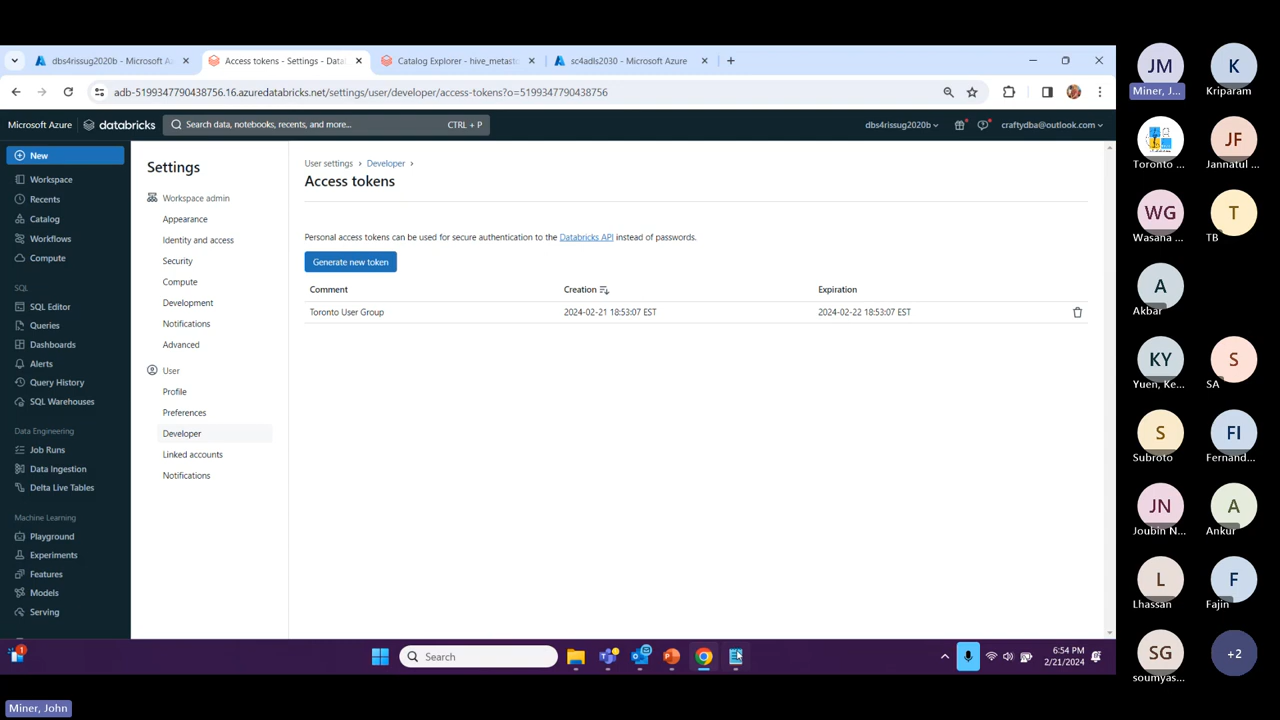 dbs4rissug2020b - Microsoft A
Access tokens - Settings - Data
Catalog Explorer - hive_metast
sc4adls2030 - Microsoft Azure
adb-5199347790438756.16.azuredatabricks.net/settings/user/developer/access-tokens?o=5199347790438756
Microsoft Azure
databricks
Search data, notebooks, recents, and more...
CTRL + P
dbs4rissug2020b
craftydba@outlook.com
New
Workspace
Recents
Catalog
Workflows
Compute
SQL
SQL Editor
Queries
Dashboards
Alerts
Query History
SQL Warehouses
Data Engineering
Job Runs
Data Ingestion
Delta Live Tables
Machine Learning
Playground
Experiments
Features
Models
Serving
Settings
Workspace admin
Appearance
Identity and access
Security
Compute
Development
Notifications
Advanced
User
Profile
Preferences
Developer
Linked accounts
Notifications
User settings > Developer >
Access tokens
Personal access tokens can be used for secure authentication to the Databricks API instead of passwords.
Generate new token
Comment Creation Expiration
Toronto User Group 2024-02-21 18:53:07 EST 2024-02-22 18:53:07 EST
1
Search
6:54 PM
2/21/2024
JM
Miner, J...
K
Kriparam
Toronto ...
JF
Jannatul ...
WG
Wasana ...
T
TB
A
Akbar
KY
Yuen, Ke...
S
SA
S
Subroto
FI
Fernand...
JN
Joubin N...
A
Ankur
L
Lhassan
F
Fajin
SG
soumyas...
+2
Miner, John